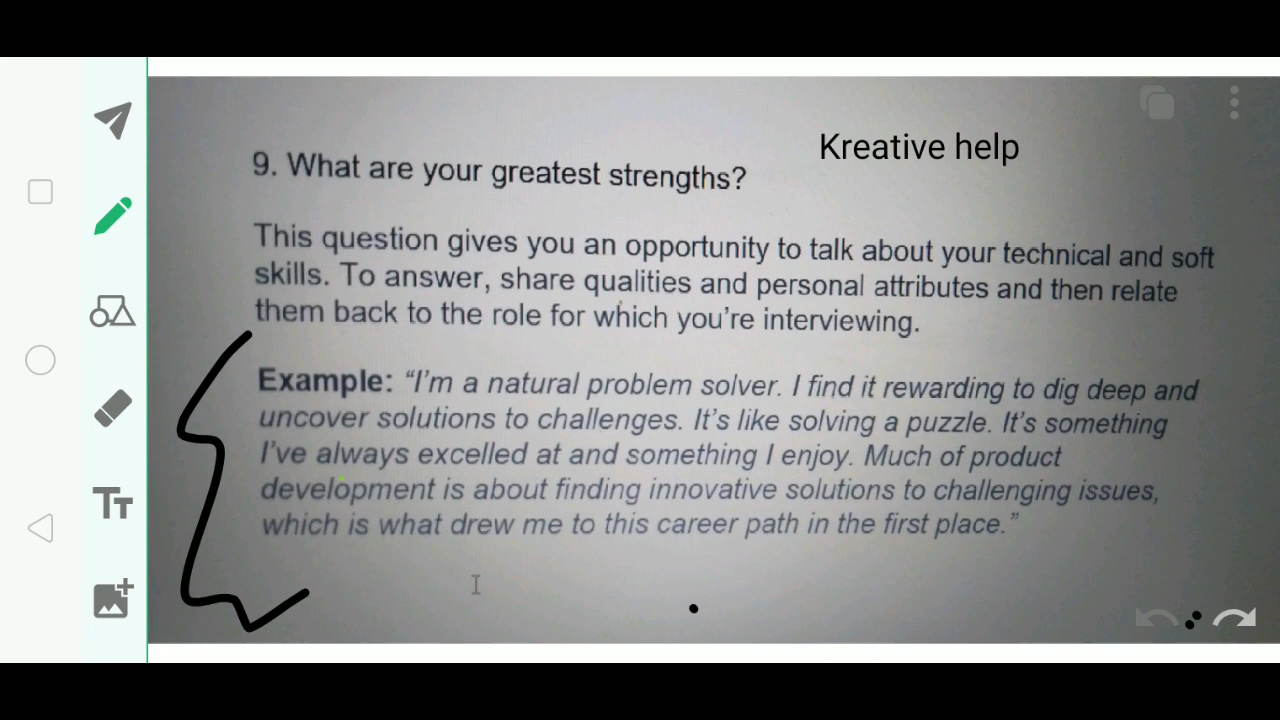 Kreative help
9. What are your greatest strengths?
This question gives you an opportunity to talk about your technical and soft
skills. To answer, share qualities and personal attributes and then relate
them back to the role for which you're interviewing.
Example: “I'm a natural problem solver. I find it rewarding to dig deep and
uncover solutions to challenges. It's like solving a puzzle. It's something
I've always excelled at and something I enjoy. Much of product
development is about finding innovative solutions to challenging issues,
which is what drew me to this career path in the first place.”
TT